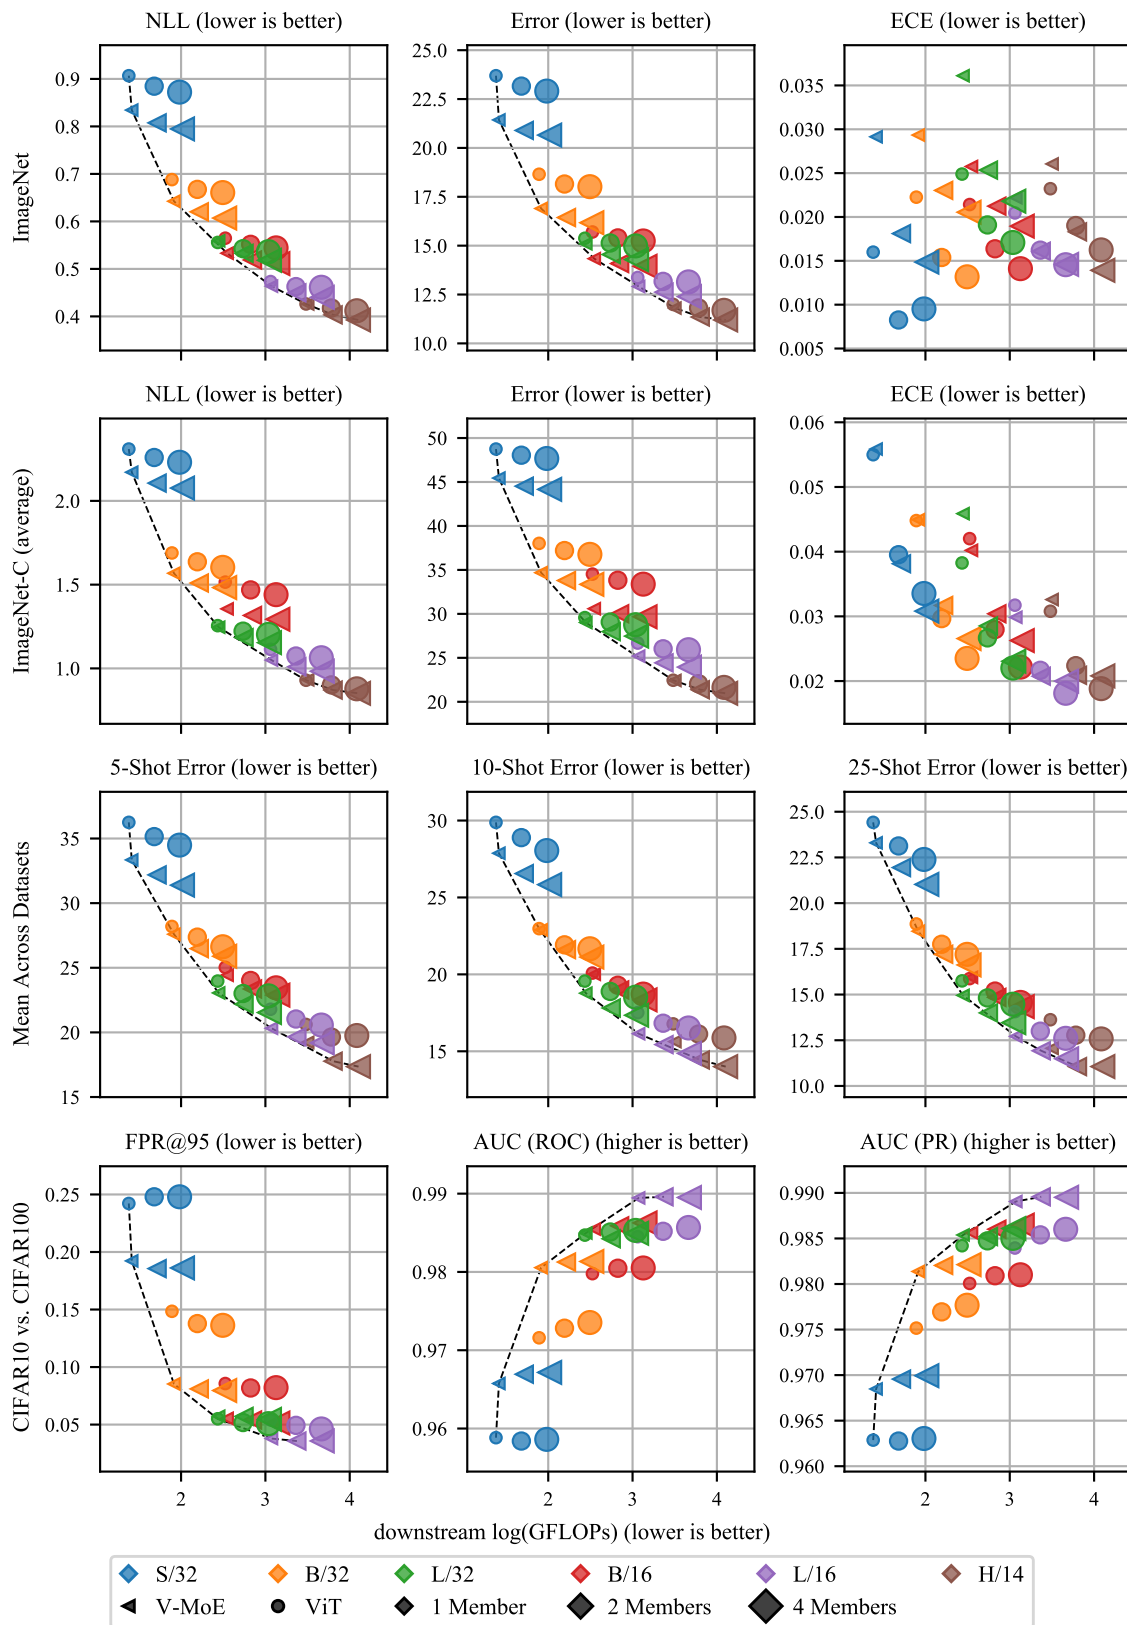 NLL (lower is better) Error (lower is better) ECE (lower is better)
ImageNet
0.9 0.8 0.7 0.6 0.5 0.4
25.0 22.5 20.0 17.5 15.0 12.5 10.0
0.035 0.030 0.025 0.020 0.015 0.010 0.005
NLL (lower is better) Error (lower is better) ECE (lower is better)
ImageNet-C (average)
2.0 1.5 1.0
50 45 40 35 30 25 20
0.06 0.05 0.04 0.03 0.02
5-Shot Error (lower is better) 10-Shot Error (lower is better) 25-Shot Error (lower is better)
Mean Across Datasets
35 30 25 20 15
30 25 20 15
25.0 22.5 20.0 17.5 15.0 12.5 10.0
FPR@95 (lower is better) AUC (ROC) (higher is better) AUC (PR) (higher is better)
CIFAR10 vs. CIFAR100
0.25 0.20 0.15 0.10 0.05
0.99 0.98 0.97 0.96
0.990 0.985 0.980 0.975 0.970 0.965 0.960
2 3 4 2 3 4 2 3 4
downstream log(GFLOPs) (lower is better)
S/32 B/32 L/32 B/16 L/16 H/14
V-MoE ViT 1 Member 2 Members 4 Members